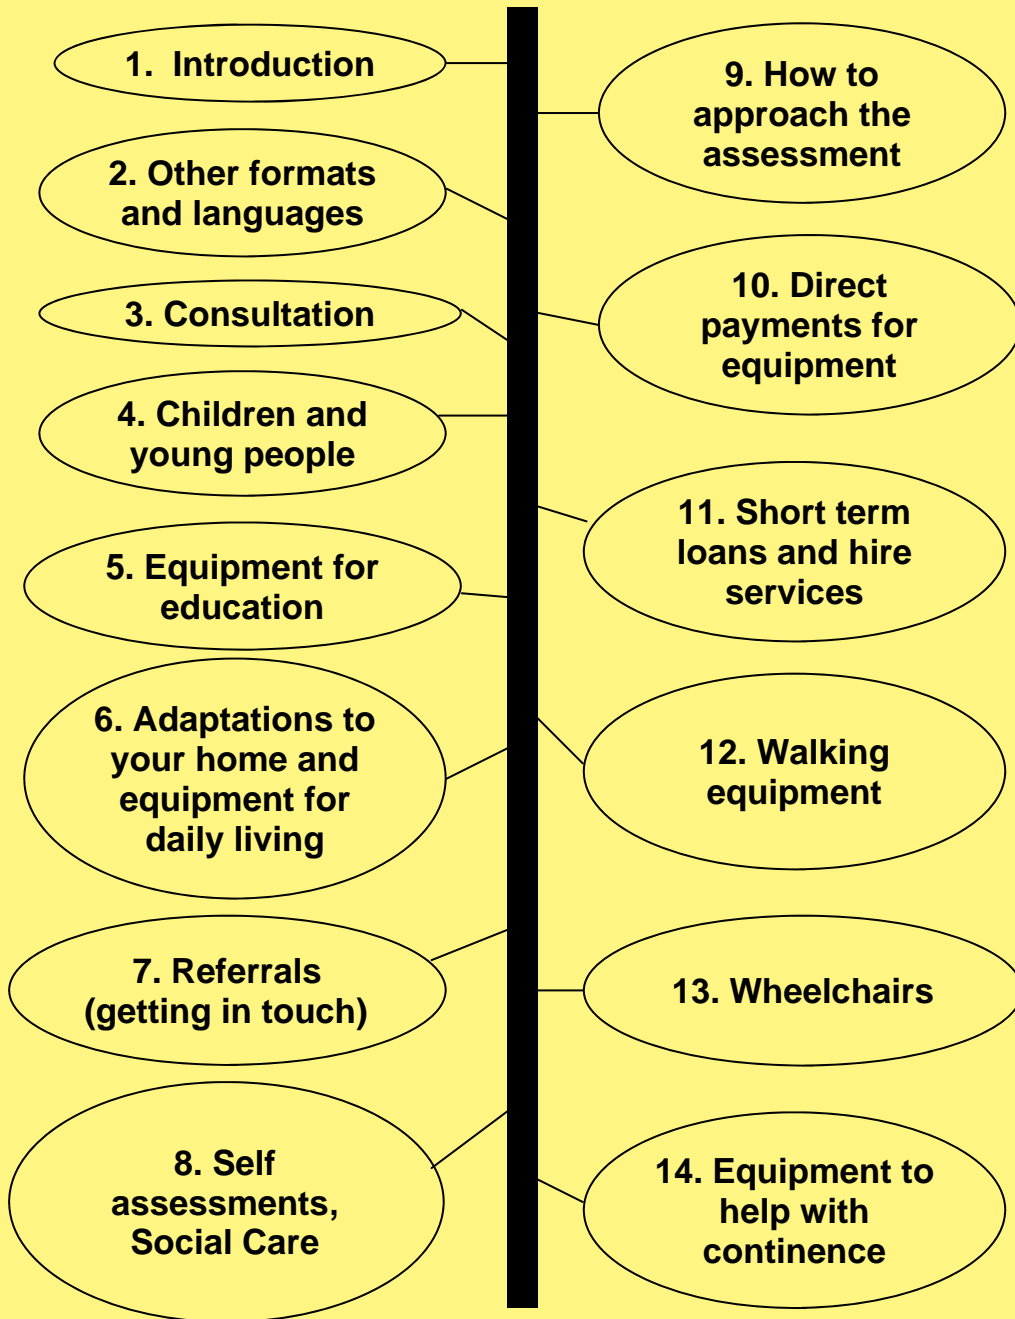 1. Introduction
2. Other formats
and languages
3. Consultation
4. Children and
young people
5. Equipment for
education
6. Adaptations to
your home and
equipment for
daily living
7. Referrals
(getting in touch)
8. Self
assessments,
Social Care
9. How to
approach the
assessment
10. Direct
payments for
equipment
11. Short term
loans and hire
services
12. Walking
equipment
13. Wheelchairs
14. Equipment to
help with
continence